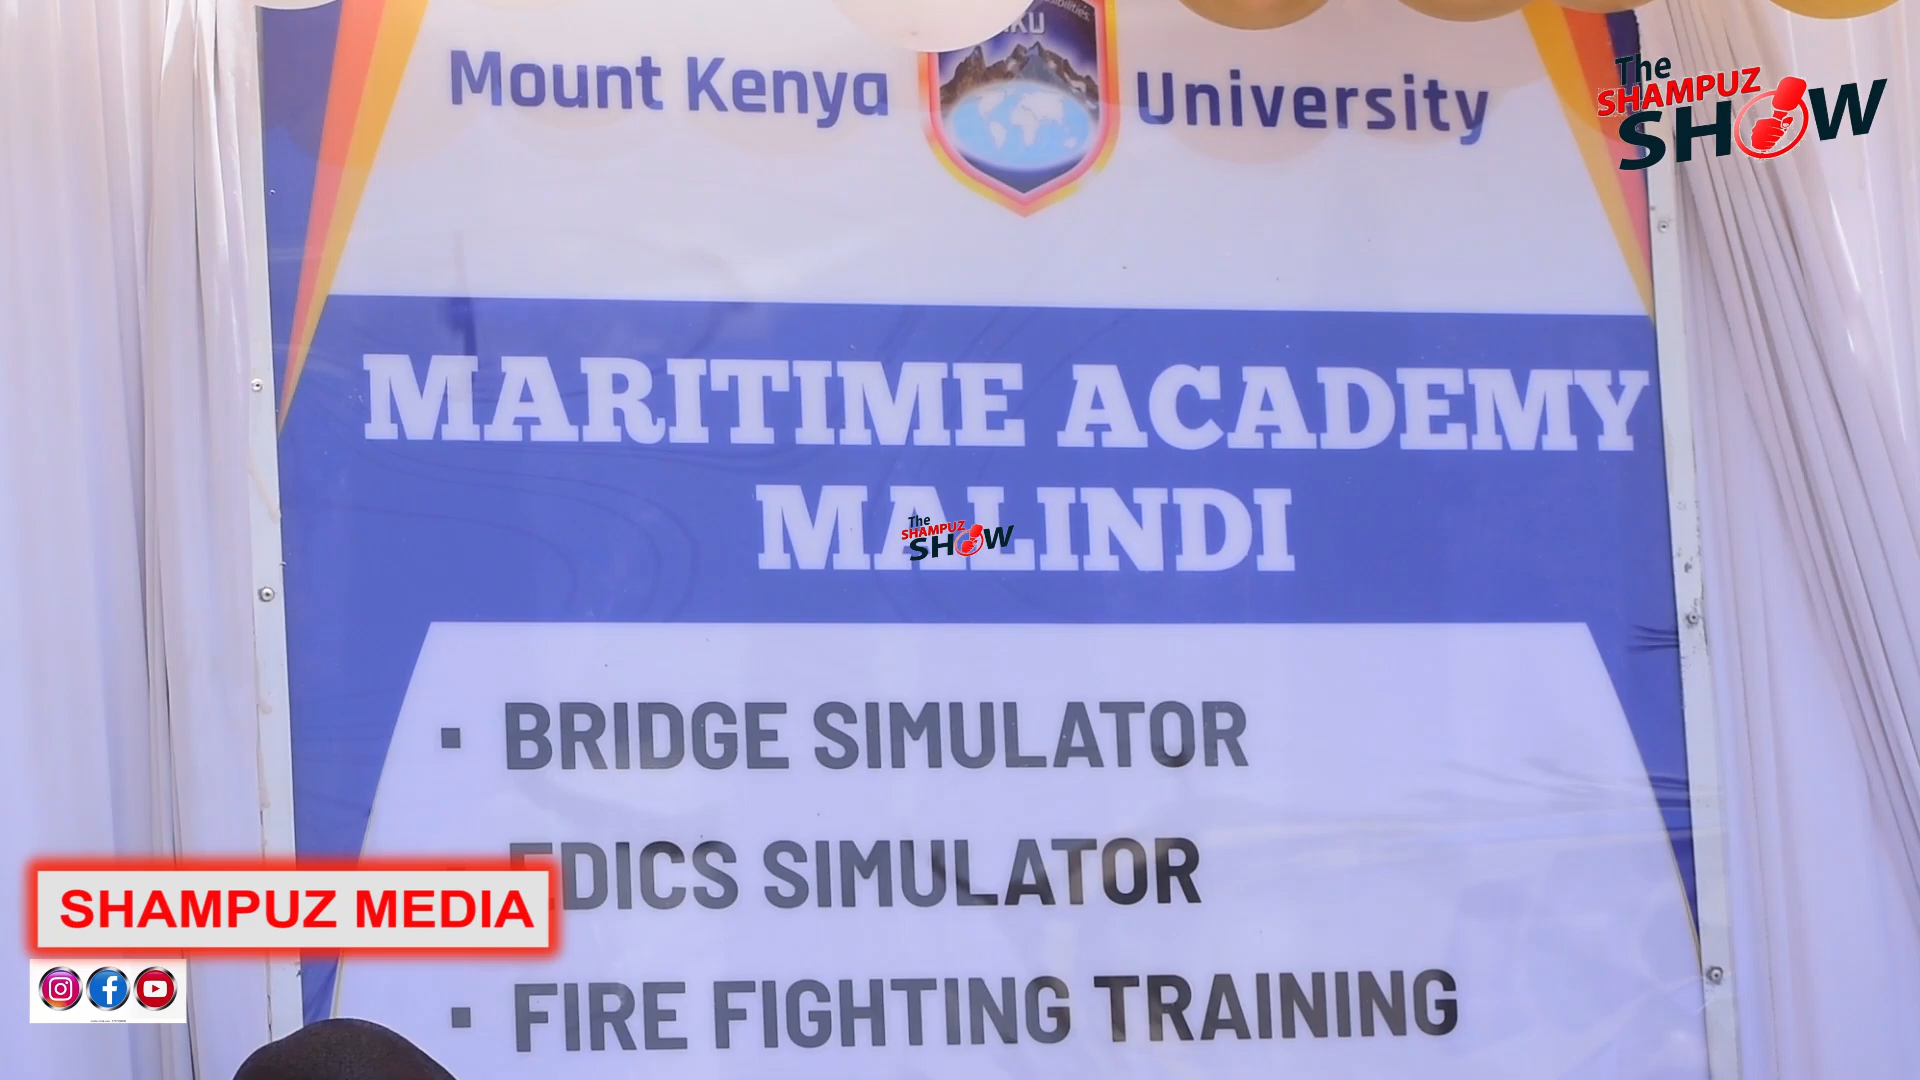 Mount Kenya University
The
SHAMPUZ
SHOW
MARITIME ACADEMY
MALINDI
The
SHAMPUZ
SHOW
▪ BRIDGE SIMULATOR
EDICS SIMULATOR
SHAMPUZ MEDIA
▪ FIRE FIGHTING TRAINING